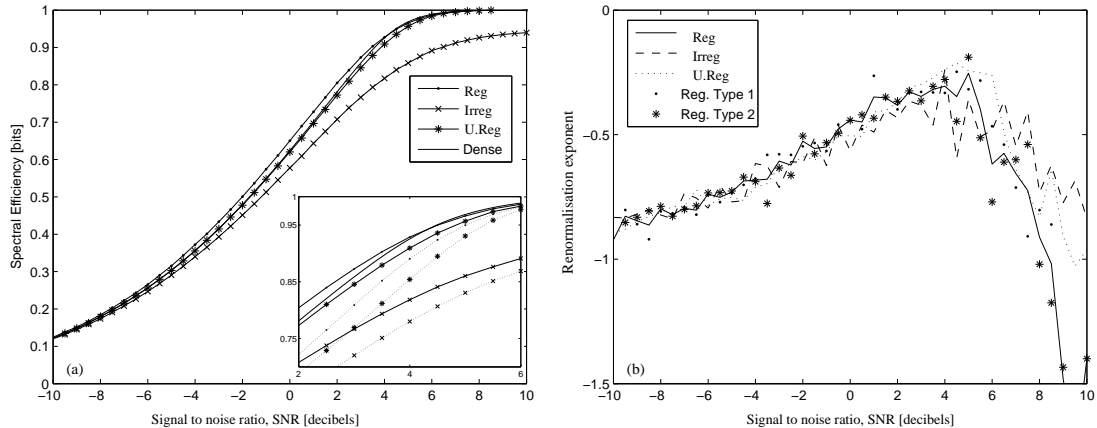 1
0.9
0.8
0.7
0.6
0.5
0.4
0.3
0.2
0.1
0
Spectral Efficiency [bits]
Reg
Irreg
U.Reg
Dense
1
0.95
0.85
0.75
2 4 6
(a)
−10 −8 −6 −4 −2 0 2 4 6 8 10
Signal to noise ratio, SNR [decibels]
−0
−0.5
−1
−1.5
Renormalisation exponent
Reg
Irreg
U.Reg
Reg. Type 1
Reg. Type 2
(b)
−10 −8 −6 −4 −2 0 2 4 6 8 10
Signal to noise ratio, SNR [decibels]